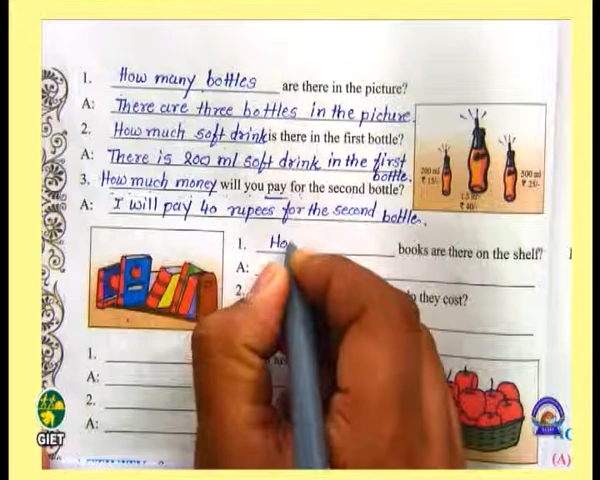 1. How many bottles are there in the picture?
A: There are three bottles in the picture.
2. How much soft drink is there in the first bottle?
A: There is 200 ml soft drink in the first bottle.
3. How much money will you pay for the second bottle?
A: I will pay 40 rupees for the second bottle.
200 ml
₹ 15/-
500 ml
₹ 25/-
₹ 40/-
1. Ho books are there on the shelf?
A:
2. they cost?
1.
A:
2.
A:
GIET
(A)